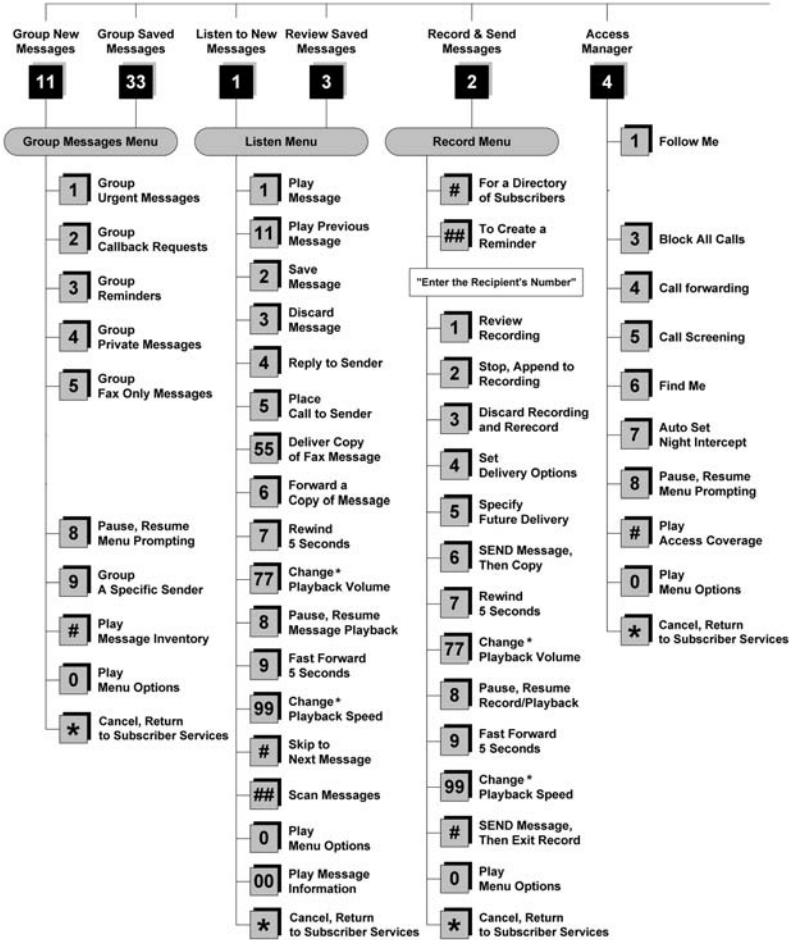 Group New
Messages
11
Group Saved
Messages
33
Listen to New
Messages
1
Review Saved
Messages
3
Record & Send
Messages
2
Access
Manager
4
Group Messages Menu
1
Group
Urgent Messages
2
Group
Callback Requests
3
Group
Reminders
4
Group
Private Messages
5
Group
Fax Only Messages
8
Pause, Resume
Menu Prompting
9
Group
A Specific Sender
#
Play
Message Inventory
0
Play
Menu Options
*
Cancel, Return
to Subscriber Services
Listen Menu
1
Play
Message
11
Play Previous
Message
2
Save
Message
3
Discard
Message
4
Reply to Sender
5
Place
Call to Sender
55
Deliver Copy
of Fax Message
6
Forward a
Copy of Message
7
Rewind
5 Seconds
77
Change *
Playback Volume
8
Pause, Resume
Message Playback
9
Fast Forward
5 Seconds
99
Change *
Playback Speed
#
Skip to
Next Message
##
Scan Messages
0
Play
Menu Options
00
Play Message
Information
*
Cancel, Return
to Subscriber Services
Record Menu
#
For a Directory
of Subscribers
##
To Create a
Reminder
"Enter the Recipient's Number"
1
Review
Recording
2
Stop, Append to
Recording
3
Discard Recording
and Rerecord
4
Set
Delivery Options
5
Specify
Future Delivery
6
SEND Message,
Then Copy
7
Rewind
5 Seconds
77
Change *
Playback Volume
8
Pause, Resume
Record/Playback
9
Fast Forward
5 Seconds
99
Change *
Playback Speed
#
SEND Message,
Then Exit Record
0
Play
Menu Options
*
Cancel, Return
to Subscriber Services
1
Follow Me
3
Block All Calls
4
Call forwarding
5
Call Screening
6
Find Me
7
Auto Set
Night Intercept
8
Pause, Resume
Menu Prompting
#
Play
Access Coverage
0
Play
Menu Options
*
Cancel, Return
to Subscriber Services